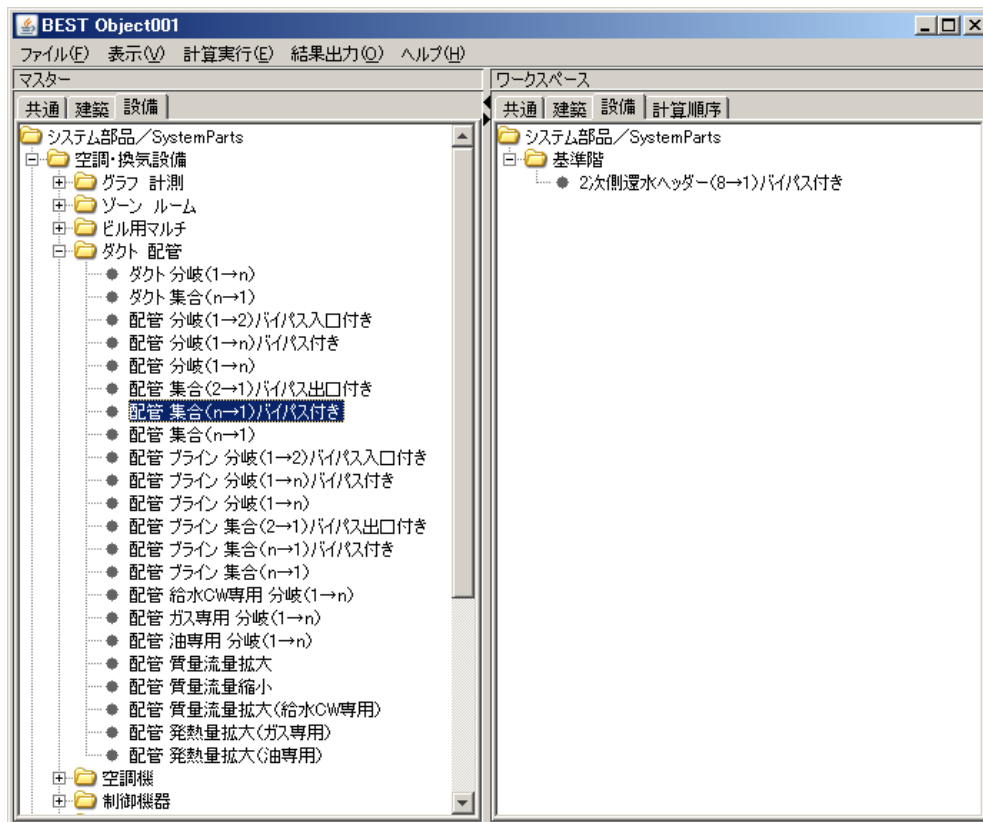 BEST Object001
ファイル(F) 表示(V) 計算実行(E) 結果出力(O) ヘルプ(H)
マスター
共通 建築 設備
システム部品／SystemParts
空調・換気設備
グラフ 計測
ゾーン ルーム
ビル用マルチ
ダクト 配管
ダクト 分岐(1→n)
ダクト 集合(n→1)
配管 分岐(1→2)バイパス入口付き
配管 分岐(1→n)バイパス付き
配管 分岐(1→n)
配管 集合(2→1)バイパス出口付き
配管 集合(n→1)バイパス付き
配管 集合(n→1)
配管 ブライン 分岐(1→2)バイパス入口付き
配管 ブライン 分岐(1→n)バイパス付き
配管 ブライン 分岐(1→n)
配管 ブライン 集合(2→1)バイパス出口付き
配管 ブライン 集合(n→1)バイパス付き
配管 ブライン 集合(n→1)
配管 給水CW専用 分岐(1→n)
配管 ガス専用 分岐(1→n)
配管 油専用 分岐(1→n)
配管 質量流量拡大
配管 質量流量縮小
配管 質量流量拡大(給水CW専用)
配管 発熱量拡大(ガス専用)
配管 発熱量拡大(油専用)
空調機
制御機器
ワークスペース
共通 建築 設備 計算順序
システム部品／SystemParts
基準階
2次側還水ヘッダー(8→1)バイパス付き